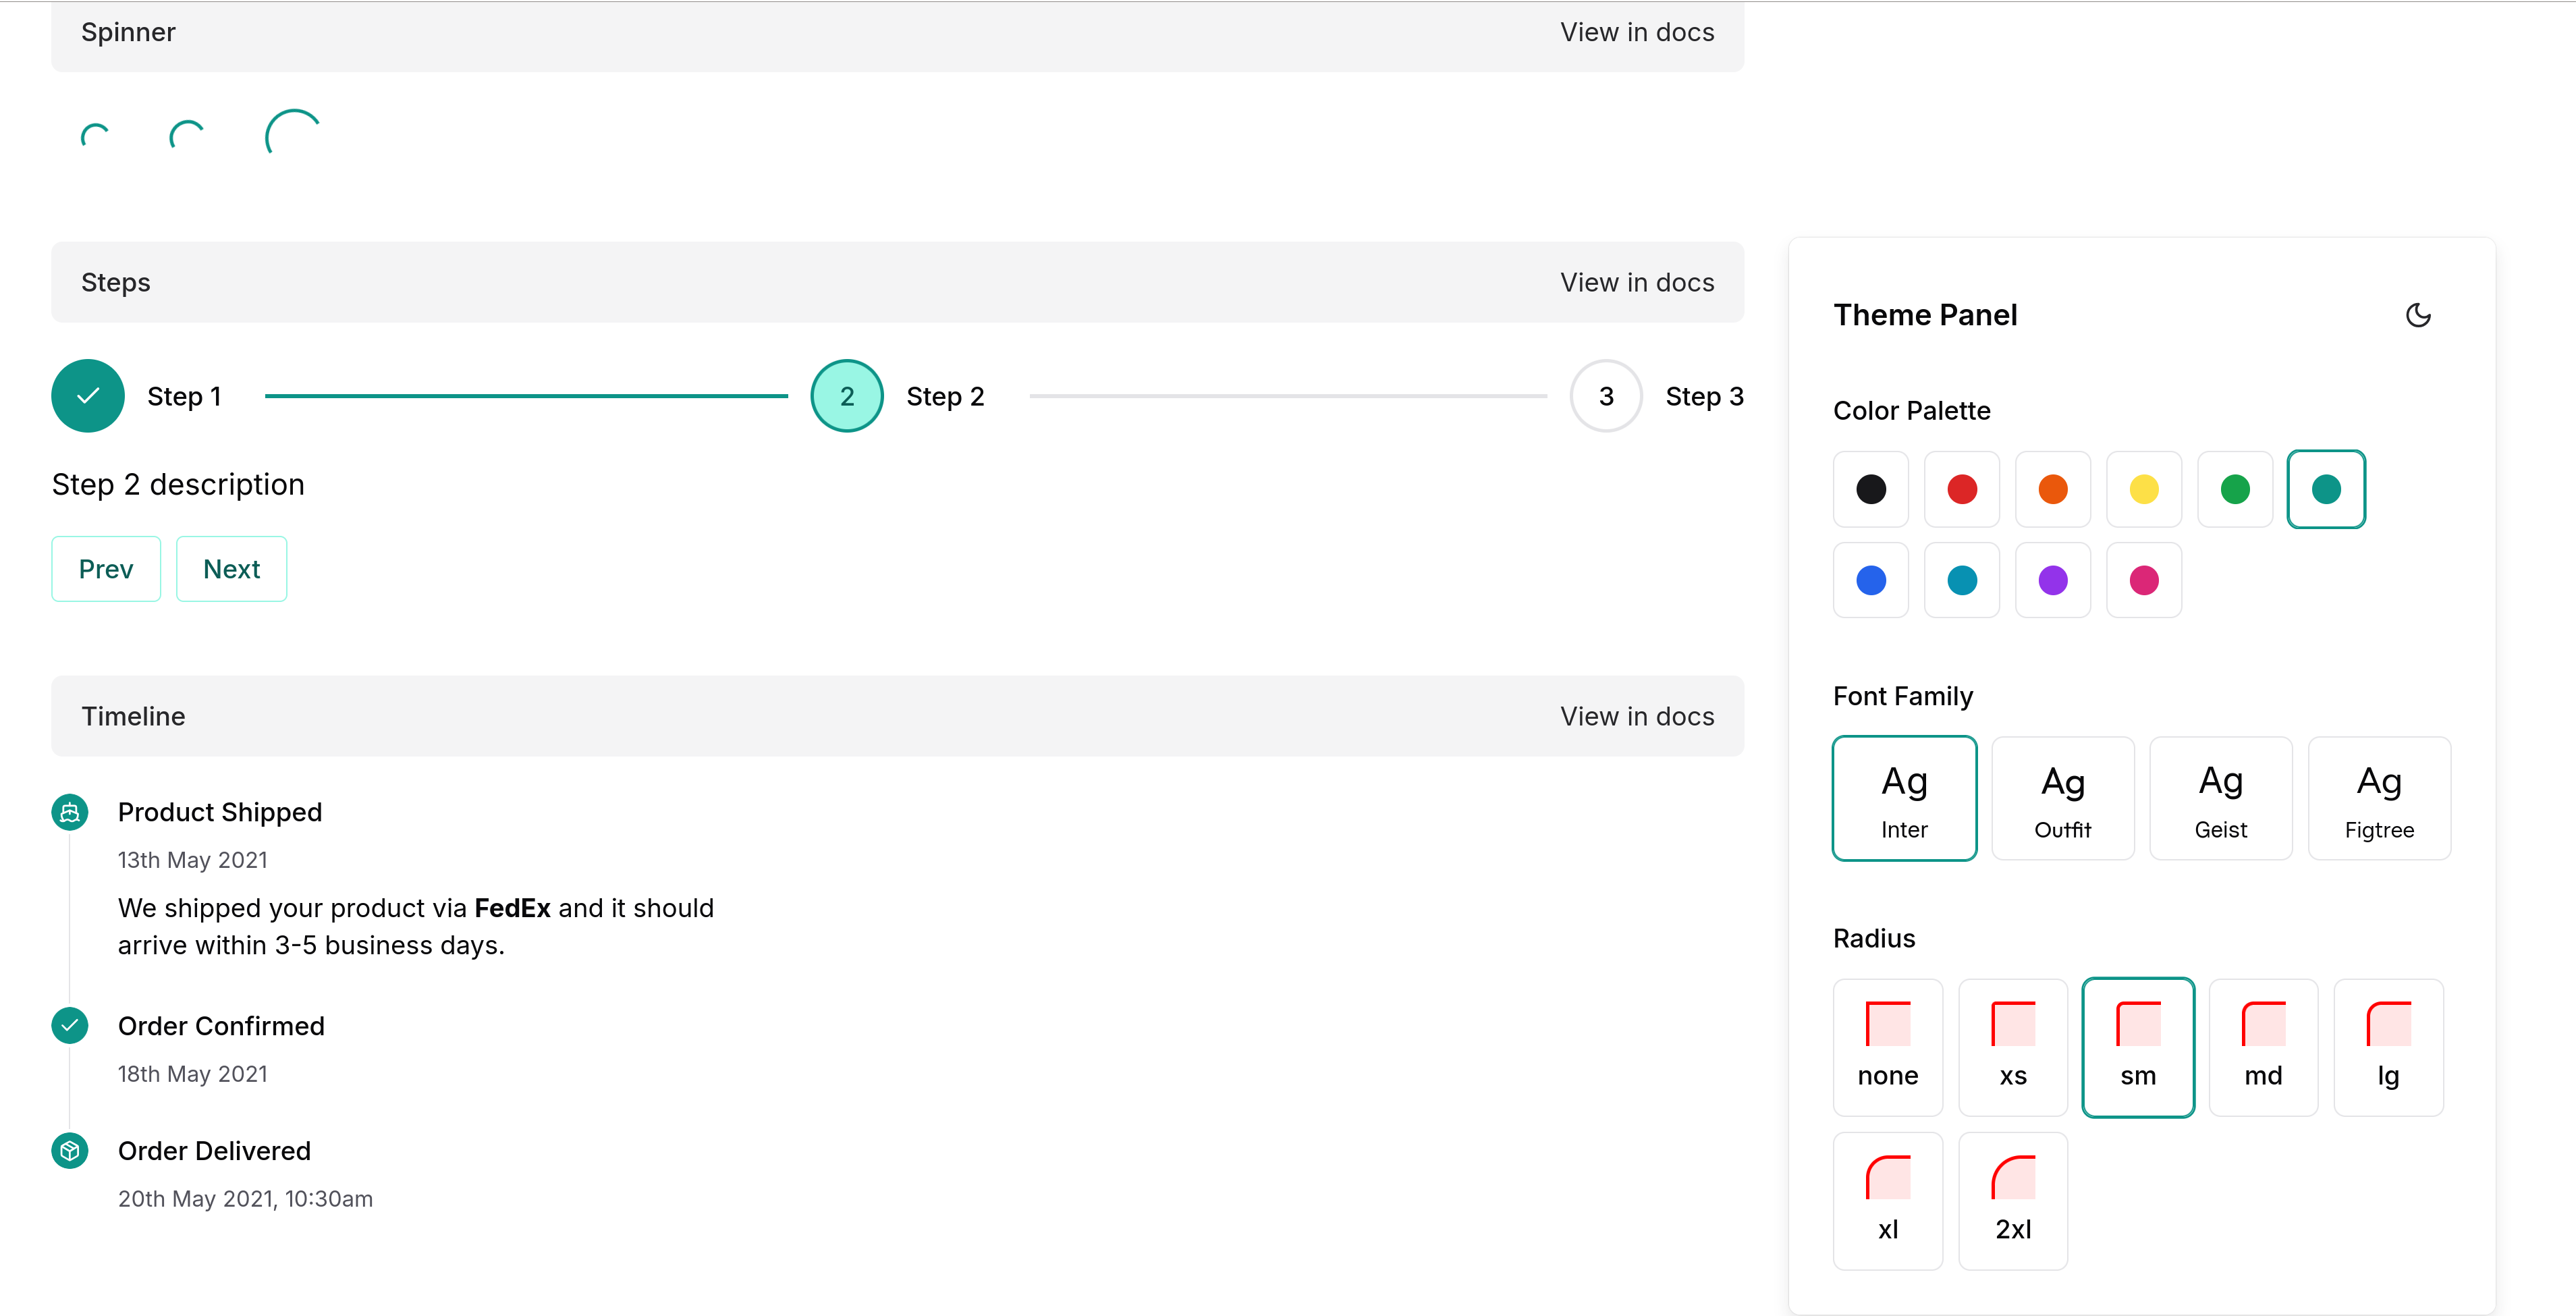 Spinner
View in docs
Steps
View in docs
Step 1
2
Step 2
3
Step 3
Step 2 description
Prev
Next
Timeline
View in docs
Product Shipped
13th May 2021
We shipped your product via FedEx and it should
arrive within 3-5 business days.
Order Confirmed
18th May 2021
Order Delivered
20th May 2021, 10:30am
Theme Panel
Color Palette
Font Family
Ag
Inter
Ag
Outfit
Ag
Geist
Ag
Figtree
Radius
none
xs
sm
md
lg
xl
2xl